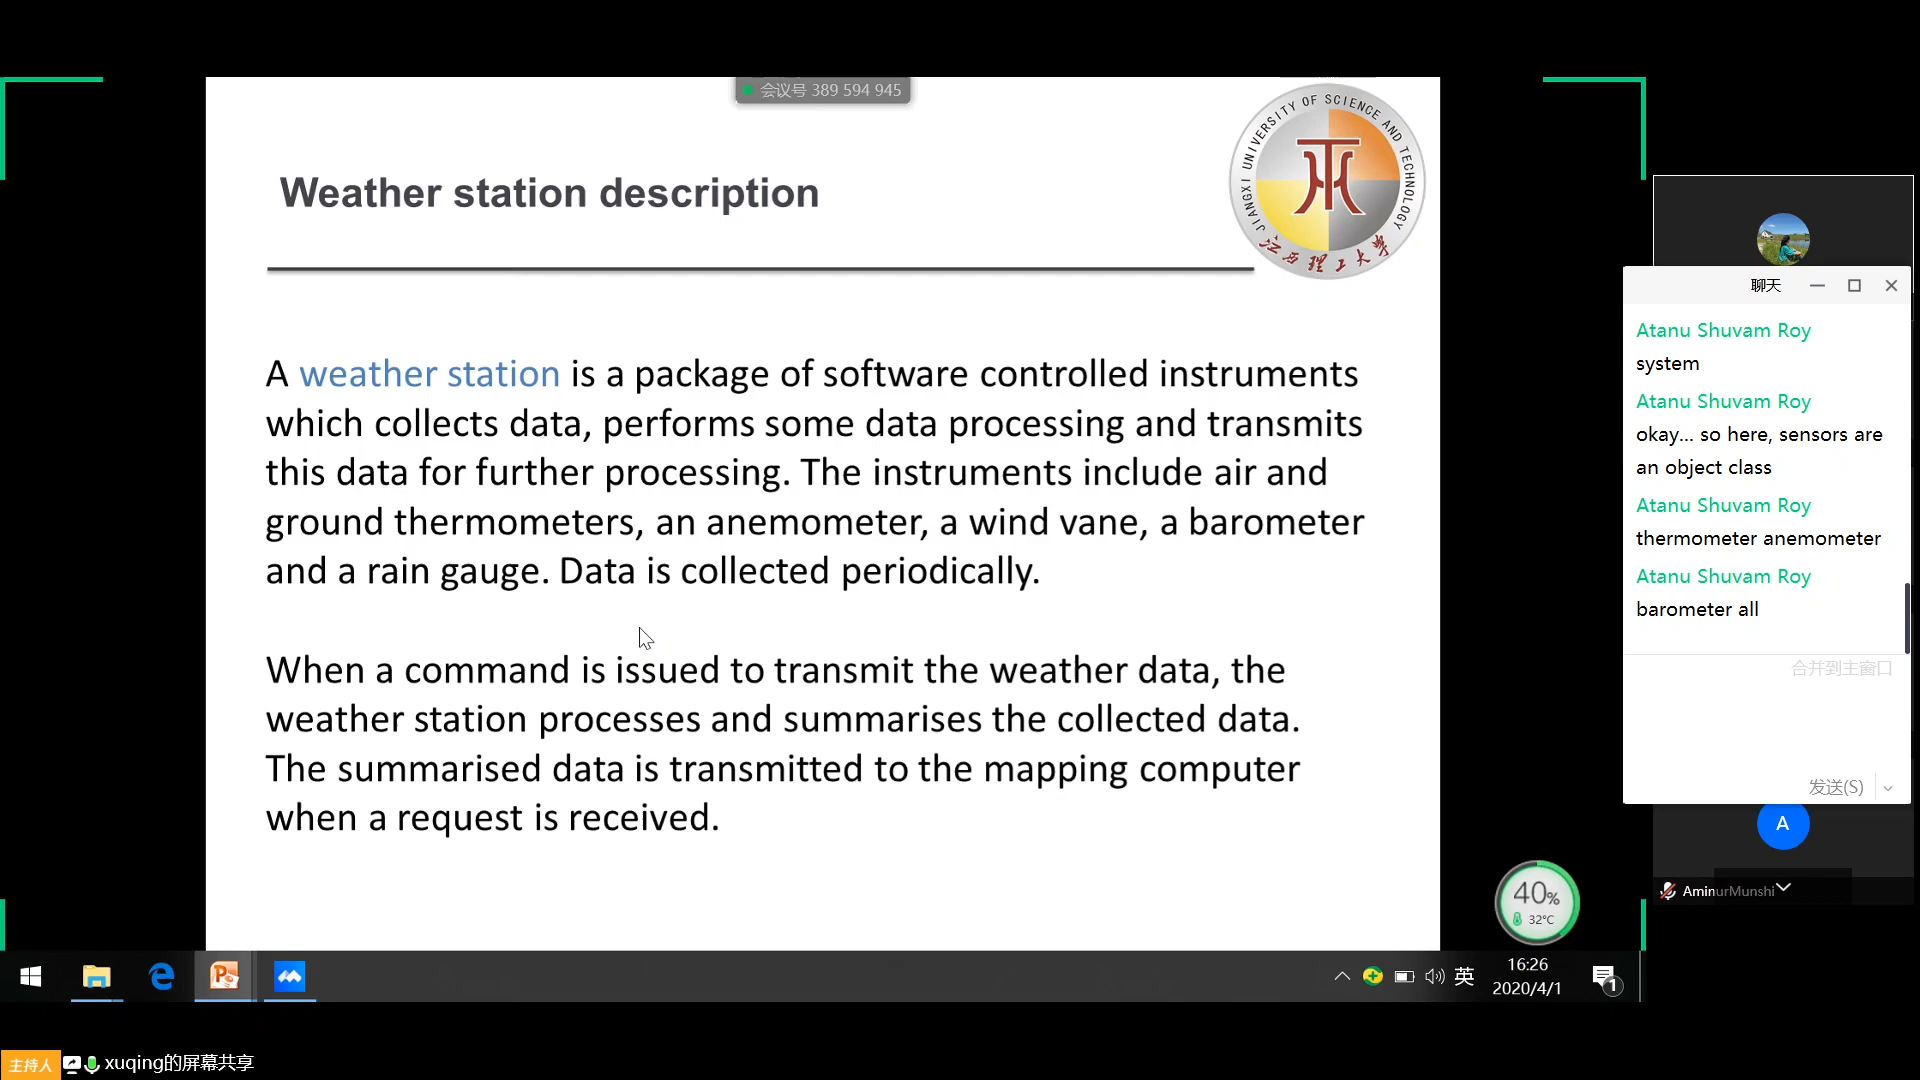 会议号 389 594 945
JIANGXI UNIVERSITY OF SCIENCE AND TECHNOLOGY
江西理工大学
Weather station description
A weather station is a package of software controlled instruments
which collects data, performs some data processing and transmits
this data for further processing. The instruments include air and
ground thermometers, an anemometer, a wind vane, a barometer
and a rain gauge. Data is collected periodically.
When a command is issued to transmit the weather data, the
weather station processes and summarises the collected data.
The summarised data is transmitted to the mapping computer
when a request is received.
聊天
Atanu Shuvam Roy
system
Atanu Shuvam Roy
okay... so here, sensors are
an object class
Atanu Shuvam Roy
thermometer anemometer
Atanu Shuvam Roy
barometer all
合并到主窗口
发送(S)
A
AminurMunshi
40%
32°C
英
16:26
2020/4/1
1
主持人 xuqing的屏幕共享